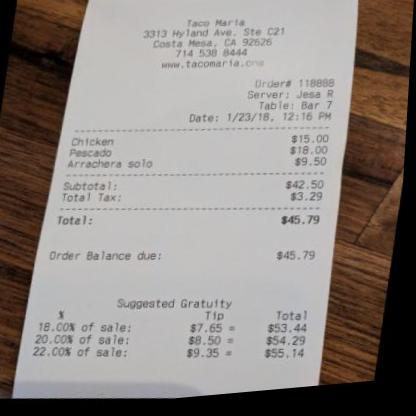 Taco Maria
3313 Hyland Ave. Ste C21
Costa Mesa, CA 92626
714 538 8444
www.tacomaria.com
Order# 118888
Server: Jesa R
Table: Bar 7
Date: 1/23/18, 12:16 PM
Chicken $15.00
Pescado $18.00
Arrachera solo $9.50
Subtotal: $42.50
Total Tax: $3.29
Total: $45.79
Order Balance due: $45.79
Suggested Gratuity
% Tip Total
18.00% of sale: $7.65 = $53.44
20.00% of sale: $8.50 = $54.29
22.00% of sale: $9.35 = $55.14